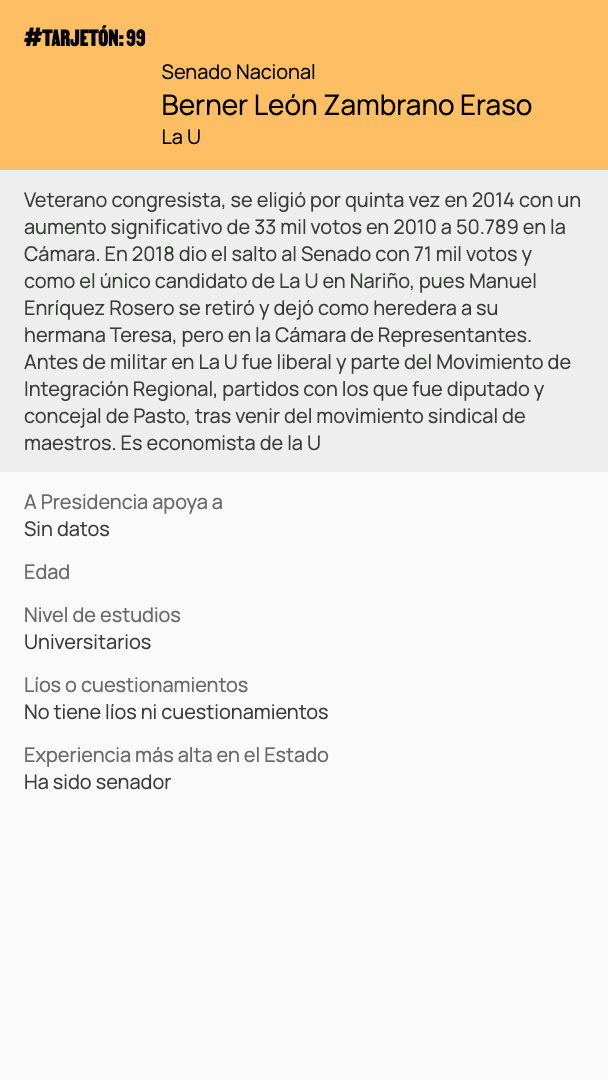 #TARJETÓN: 99
Senado Nacional
Berner León Zambrano Eraso
La U
Veterano congresista, se eligió por quinta vez en 2014 con un
aumento significativo de 33 mil votos en 2010 a 50.789 en la
Cámara. En 2018 dio el salto al Senado con 71 mil votos y
como el único candidato de La U en Nariño, pues Manuel
Enríquez Rosero se retiró y dejó como heredera a su
hermana Teresa, pero en la Cámara de Representantes.
Antes de militar en La U fue liberal y parte del Movimiento de
Integración Regional, partidos con los que fue diputado y
concejal de Pasto, tras venir del movimiento sindical de
maestros. Es economista de la U
A Presidencia apoya a
Sin datos
Edad
Nivel de estudios
Universitarios
Líos o cuestionamientos
No tiene líos ni cuestionamientos
Experiencia más alta en el Estado
Ha sido senador